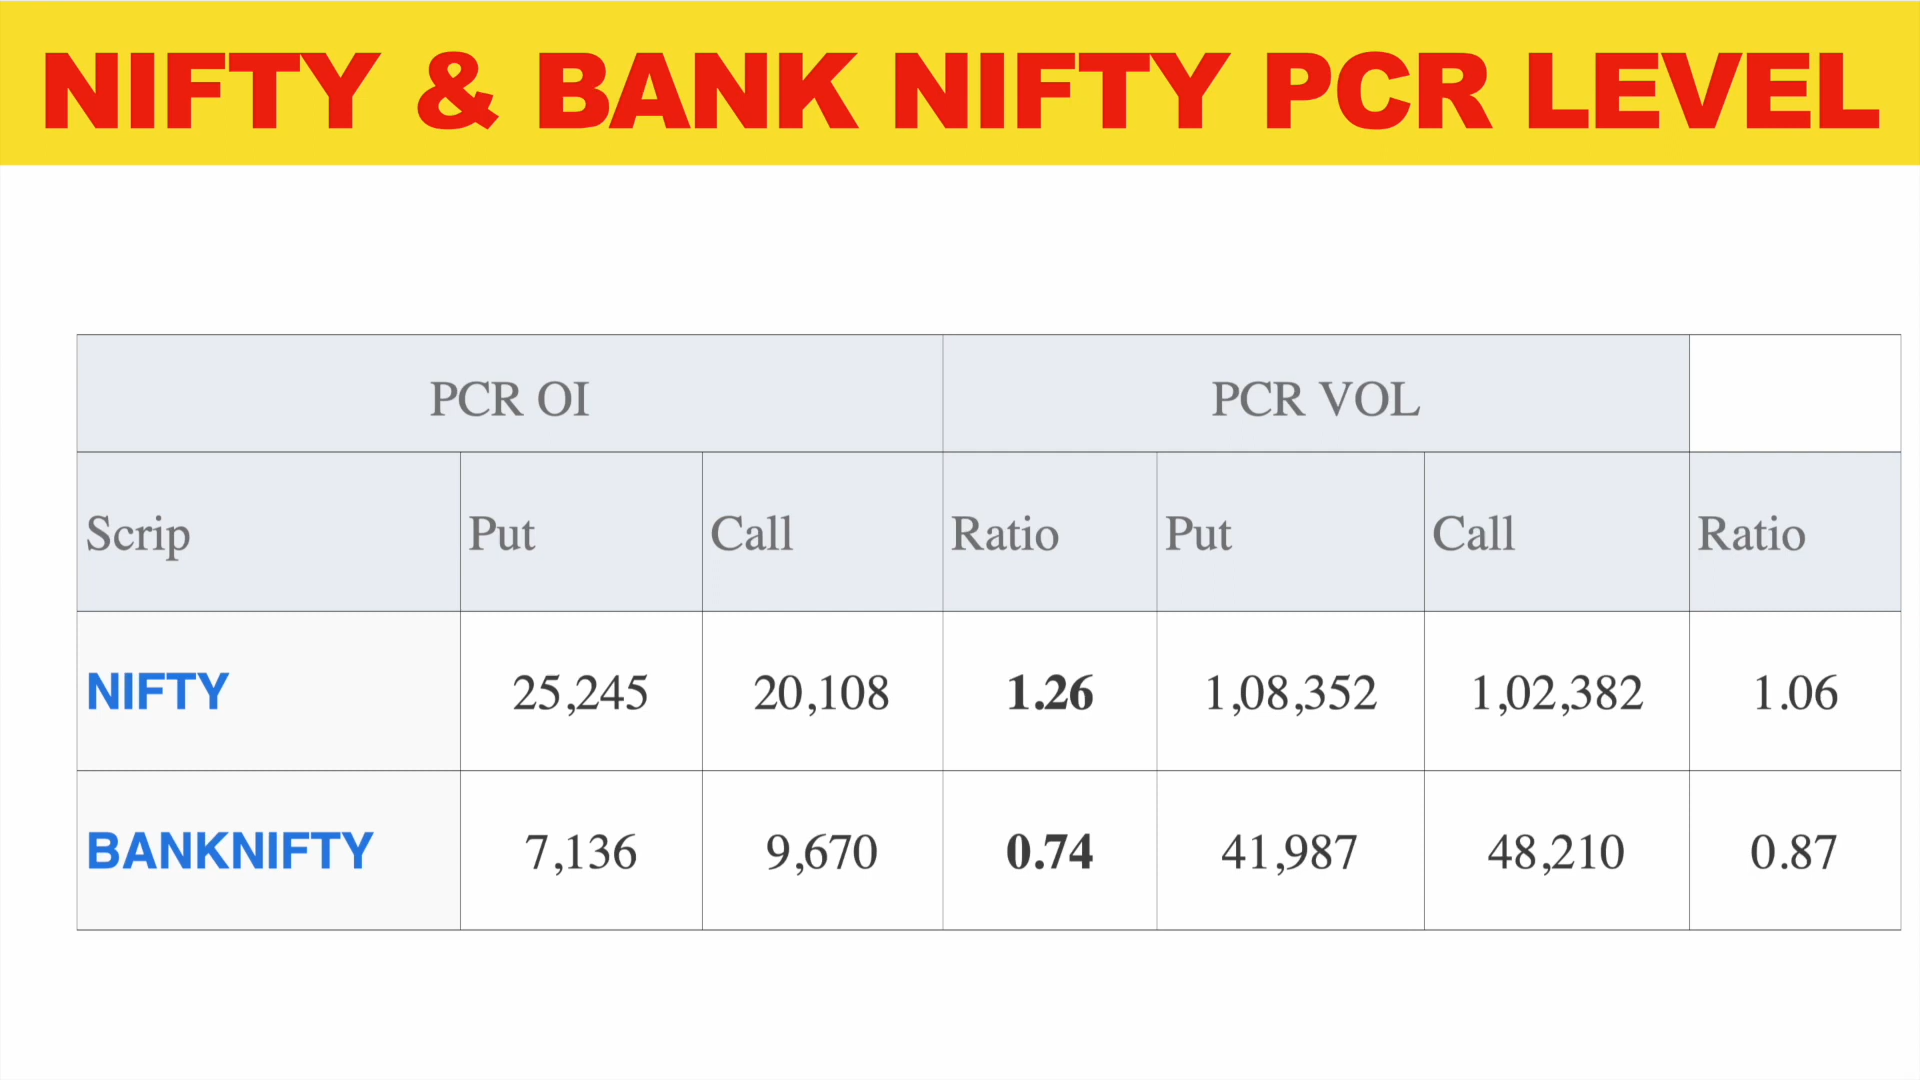 NIFTY & BANK NIFTY PCR LEVEL
PCR OI PCR VOL
Scrip Put Call Ratio Put Call Ratio
NIFTY 25,245 20,108 1.26 1,08,352 1,02,382 1.06
BANKNIFTY 7,136 9,670 0.74 41,987 48,210 0.87